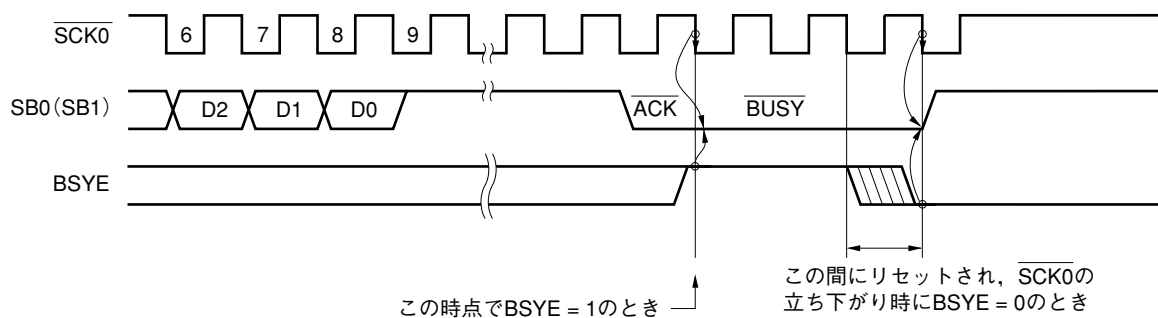 SCK0 6 7 8 9
SB0(SB1) D2 D1 D0 ACK BUSY
BSYE
この時点でBSYE = 1のとき
この間にリセットされ，SCK0の
立ち下がり時にBSYE = 0のとき